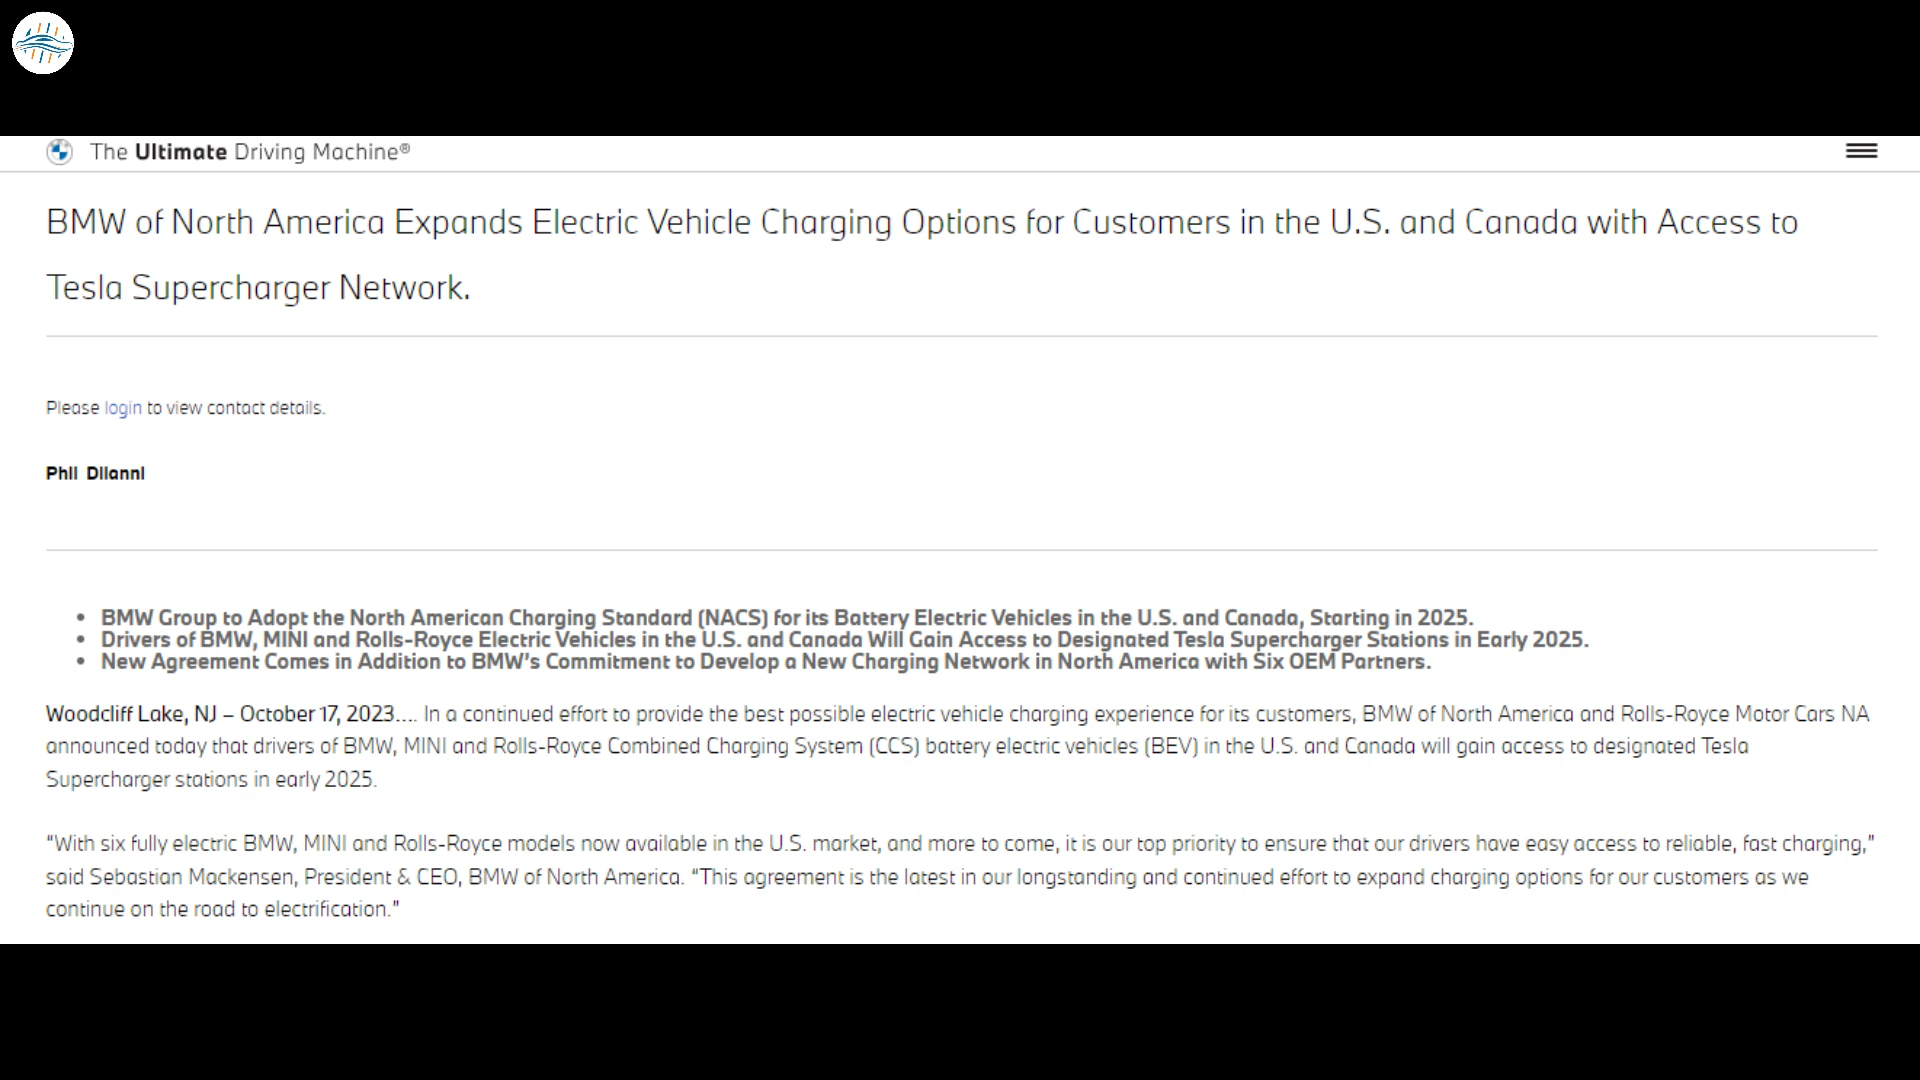 The Ultimate Driving Machine®
BMW of North America Expands Electric Vehicle Charging Options for Customers in the U.S. and Canada with Access to
Tesla Supercharger Network.
Please login to view contact details.
Phil DiIanni
• BMW Group to Adopt the North American Charging Standard (NACS) for its Battery Electric Vehicles in the U.S. and Canada, Starting in 2025.
• Drivers of BMW, MINI and Rolls-Royce Electric Vehicles in the U.S. and Canada Will Gain Access to Designated Tesla Supercharger Stations in Early 2025.
• New Agreement Comes in Addition to BMW’s Commitment to Develop a New Charging Network in North America with Six OEM Partners.
Woodcliff Lake, NJ – October 17, 2023…. In a continued effort to provide the best possible electric vehicle charging experience for its customers, BMW of North America and Rolls-Royce Motor Cars NA
announced today that drivers of BMW, MINI and Rolls-Royce Combined Charging System (CCS) battery electric vehicles (BEV) in the U.S. and Canada will gain access to designated Tesla
Supercharger stations in early 2025.
“With six fully electric BMW, MINI and Rolls-Royce models now available in the U.S. market, and more to come, it is our top priority to ensure that our drivers have easy access to reliable, fast charging,”
said Sebastian Mackensen, President & CEO, BMW of North America. “This agreement is the latest in our longstanding and continued effort to expand charging options for our customers as we
continue on the road to electrification.”